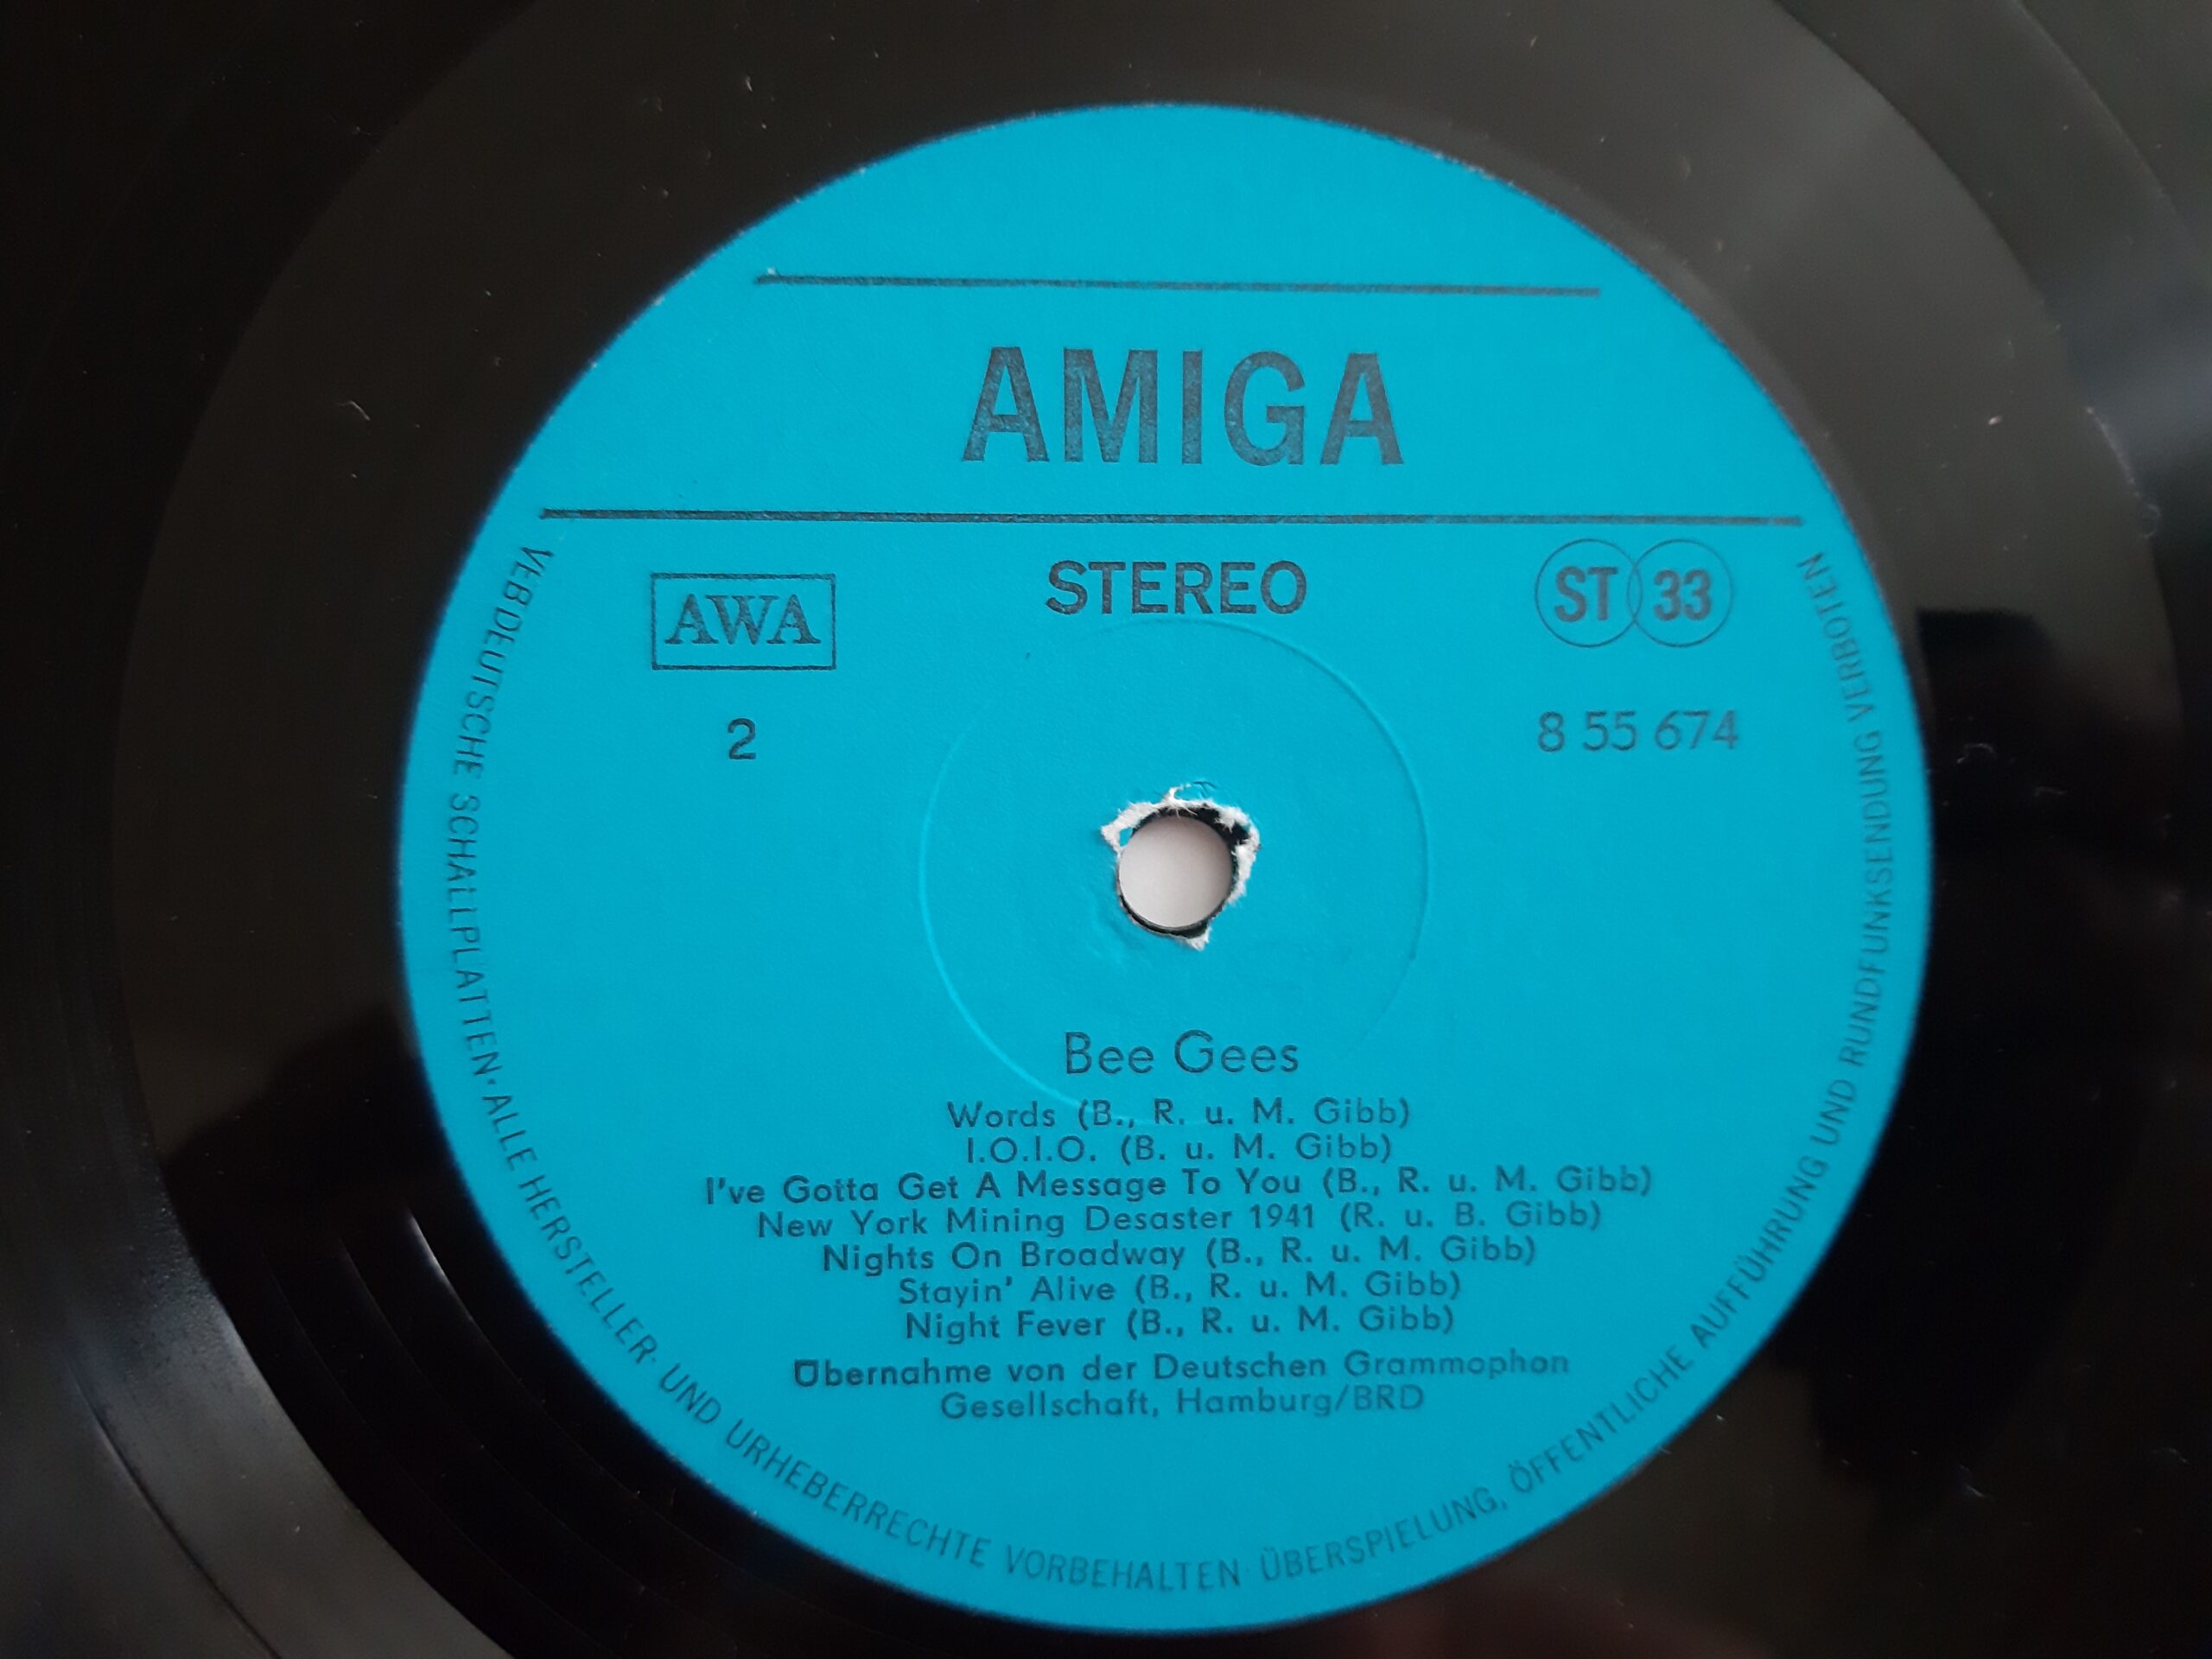 AMIGA
STEREO
AWA
ST 33
2
8 55 674
Bee Gees
Words (B., R. u. M. Gibb)
I.O.I.O. (B. u. M. Gibb)
I've Gotta Get A Message To You (B., R. u. M. Gibb)
New York Mining Desaster 1941 (R. u. B. Gibb)
Nights On Broadway (B., R. u. M. Gibb)
Stayin' Alive (B., R. u. M. Gibb)
Night Fever (B., R. u. M. Gibb)
Übernahme von der Deutschen Grammophon
Gesellschaft, Hamburg/BRD
VEB DEUTSCHE SCHALLPLATTEN · ALLE HERSTELLER- UND URHEBERRECHTE VORBEHALTEN · ÜBERSPIELUNG, ÖFFENTLICHE AUFFÜHRUNG UND RUNDFUNKSENDUNG VERBOTEN